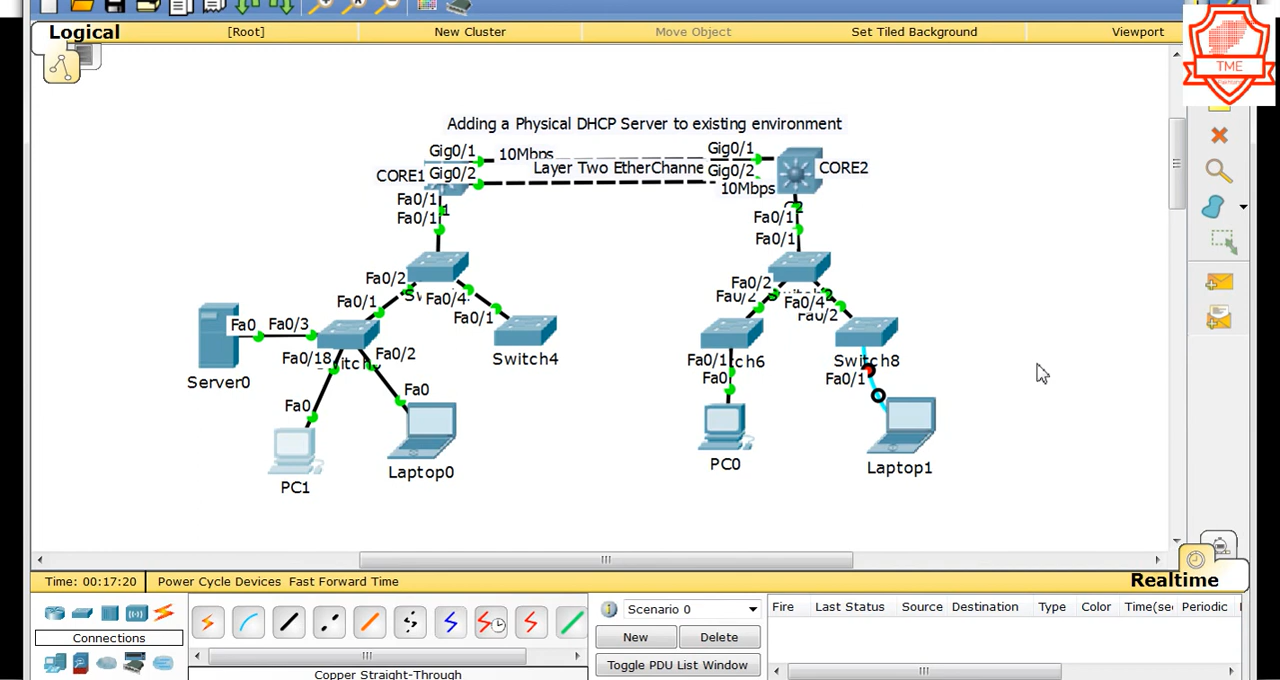 Logical
[Root]
New Cluster
Move Object
Set Tiled Background
Viewport
TME
Adding a Physical DHCP Server to existing environment
Gig0/1
10Mbps
Gig0/1
CORE1
Gig0/2
Layer Two EtherChanne
Gig0/2
CORE2
10Mbps
Fa0/1
Fa0/1
Fa0/1
Fa0/1
Fa0/2
Fa0/4
Fa0/1
Fa0/1
Fa0/2
Fa0/2
Fa0/4
Fa0/2
Fa0
Fa0/3
Fa0/18
Fa0/2
Switch4
Server0
Fa0
Fa0
PC1
Laptop0
Fa0/1
ch6
Fa0
PC0
Switch8
Fa0/1
Laptop1
Time: 00:17:20
Power Cycle Devices Fast Forward Time
Realtime
Connections
Copper Straight-Through
Scenario 0
New
Delete
Toggle PDU List Window
Fire
Last Status
Source
Destination
Type
Color
Time(sec
Periodic